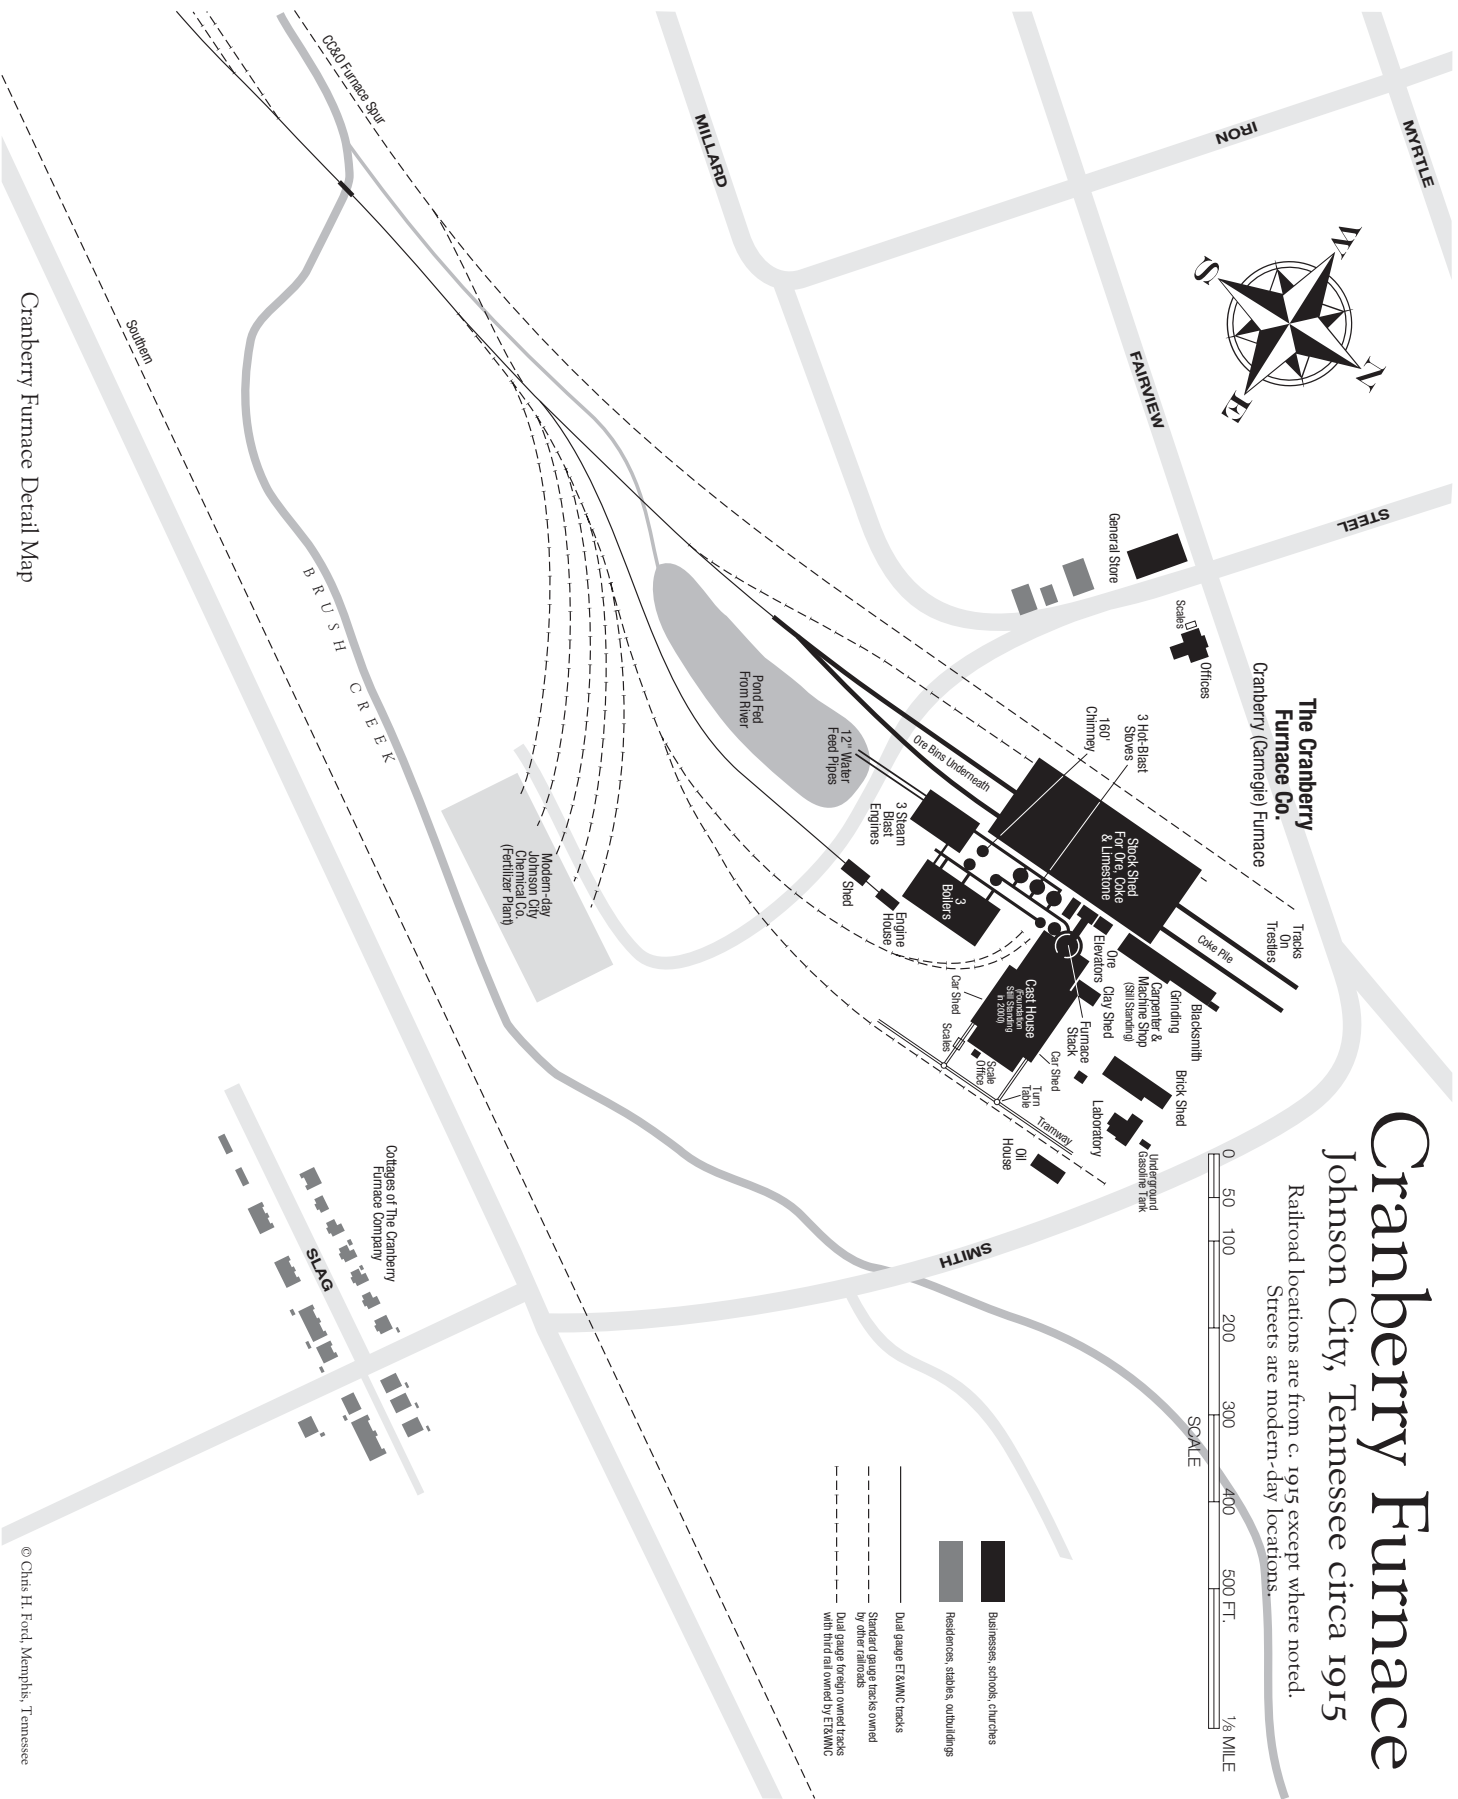 Cranberry Furnace
Johnson City, Tennessee circa 1915
Railroad locations are from c. 1915 except where noted.
Streets are modern-day locations.
0
50
100
200
300
400
500 FT.
⅛ MILE
SCALE
Businesses, schools, churches
Residences, stables, outbuildings
Dual gauge ET&WNC tracks
Standard gauge tracks owned
by other railroads
Dual gauge foreign owned tracks
with third rail owned by ET&WNC
MYRTLE
IRON
N
W
E
S
FAIRVIEW
MILLARD
STEEL
General Store
Scales
Offices
The Cranberry
Furnace Co.
Cranberry (Carnegie) Furnace
3 Hot-Blast
Stoves
160'
Chimney
Ore Bins Underneath
Stock Shed
For Ore, Coke
& Limestone
Tracks
On
Trestles
Coke Pile
Blacksmith
Grinding
Carpenter &
Machine Shop
(Still Standing)
Ore
Elevators
Clay Shed
Furnace
Stack
Brick Shed
Laboratory
Underground
Gasoline Tank
Car Shed
Turn
Table
Tramway
Oil
House
Cast House
(Foundation
Still Standing
in 2000)
Scale
Office
Scales
Car Shed
3
Boilers
3 Steam
Blast
Engines
Engine
House
Shed
12" Water
Feed Pipes
Pond Fed
From River
CC&O Furnace Spur
Modern-day
Johnson City
Chemical Co.
(Fertilizer Plant)
SMITH
BRUSH CREEK
Southern
Cottages of The Cranberry
Furnace Company
SLAG
Cranberry Furnace Detail Map
© Chris H. Ford, Memphis, Tennessee